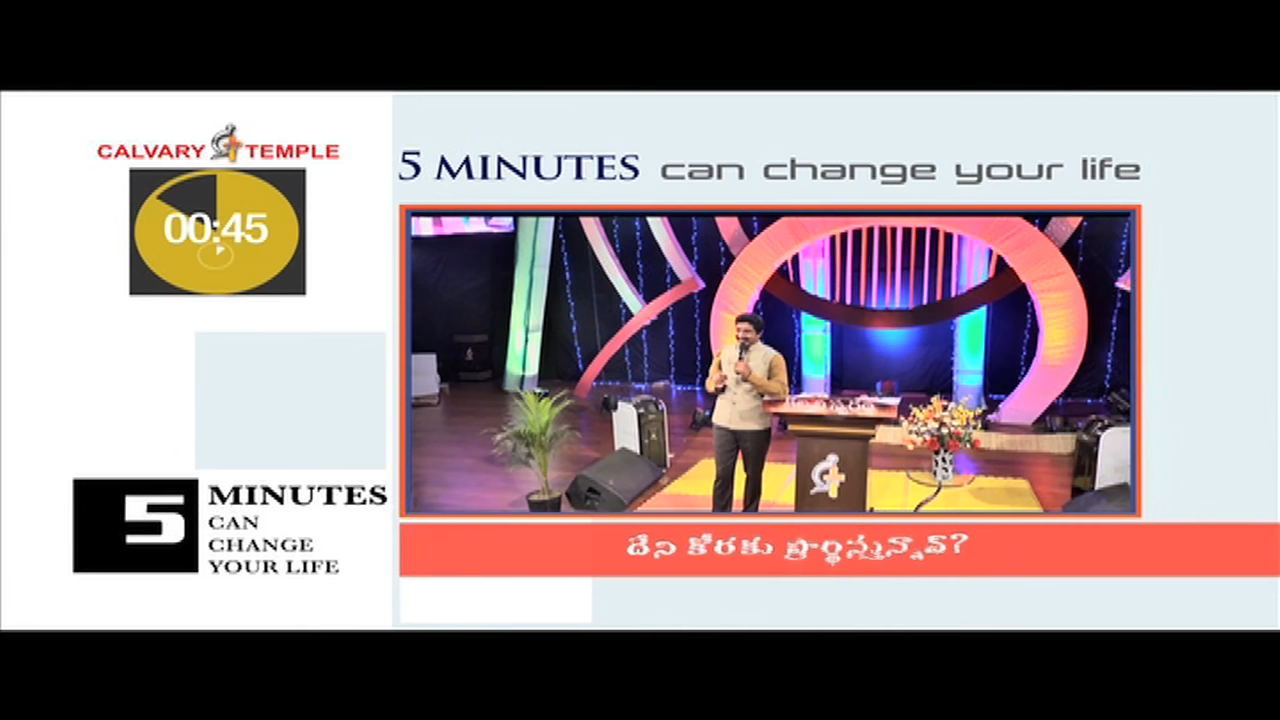 CALVARY TEMPLE
00:45
5 MINUTES can change your life
దేని కోరకు ప్రార్థిస్తున్నావ్?
5 MINUTES
CAN
CHANGE
YOUR LIFE